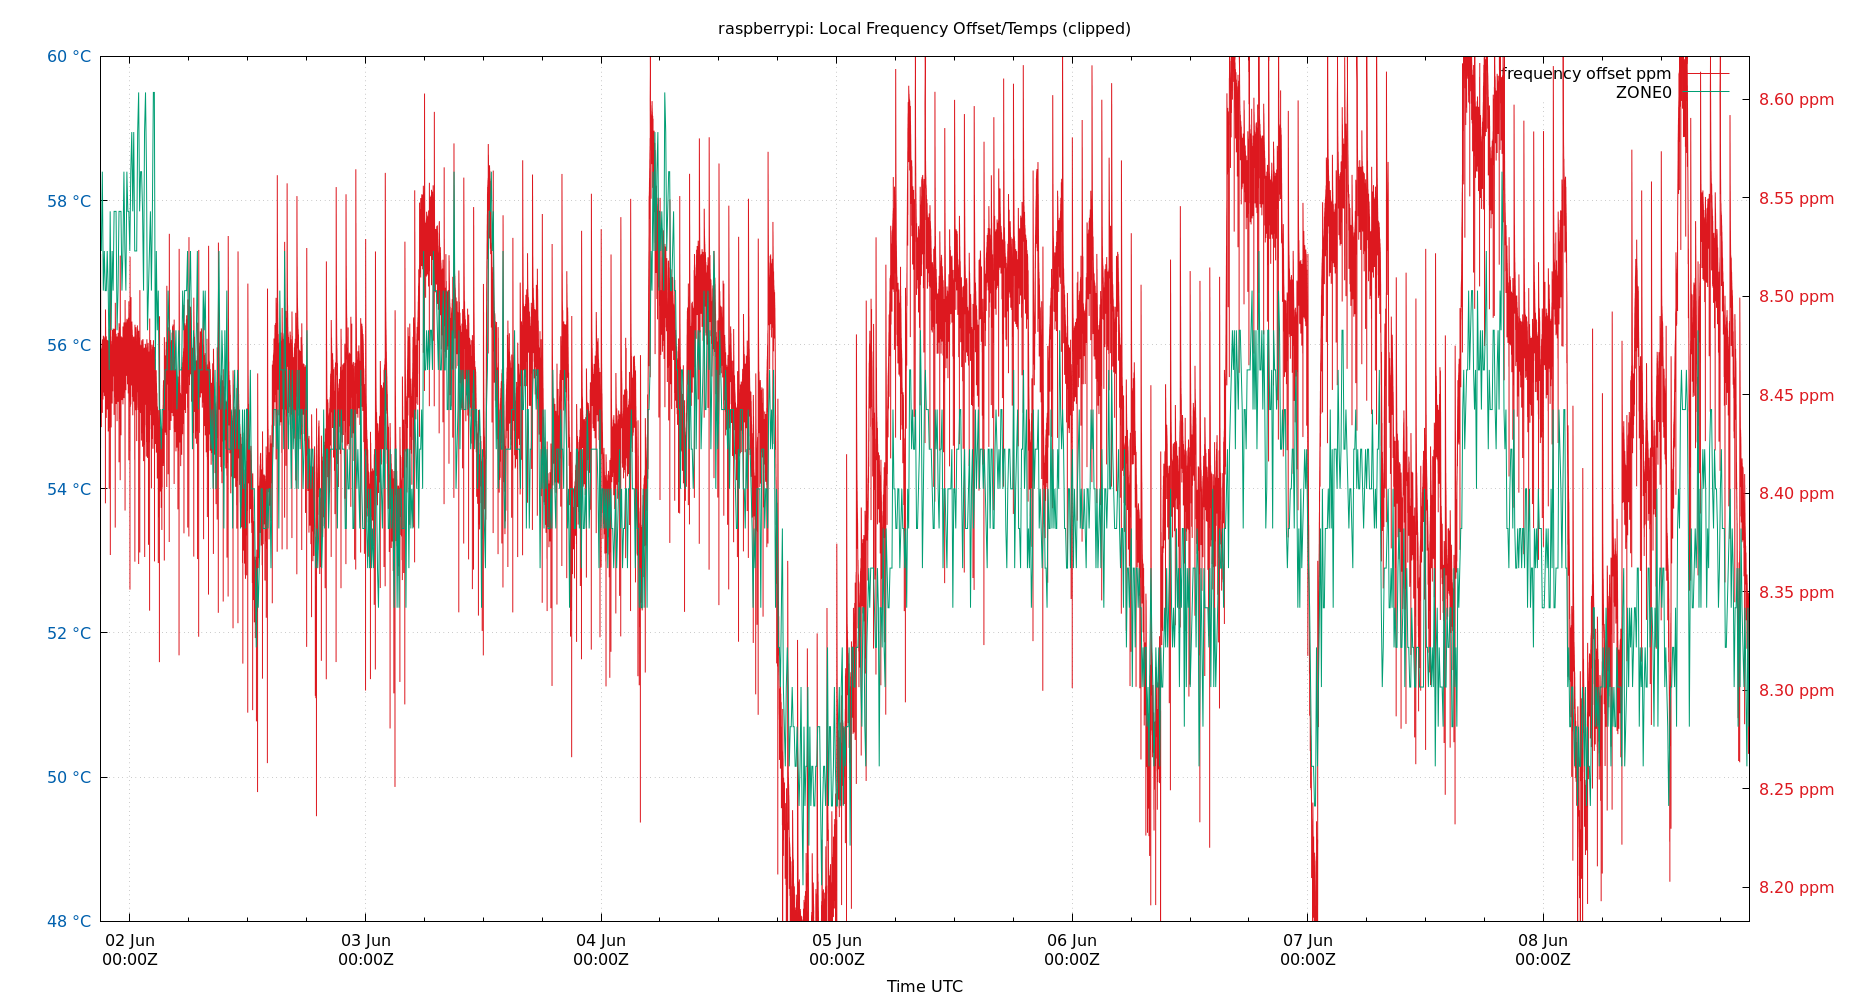 raspberrypi: Local Frequency Offset/Temps (clipped)
60 °C
58 °C
56 °C
54 °C
52 °C
50 °C
48 °C
frequency offset ppm
ZONE0
8.60 ppm
8.55 ppm
8.50 ppm
8.45 ppm
8.40 ppm
8.35 ppm
8.30 ppm
8.25 ppm
8.20 ppm
02 Jun 03 Jun 04 Jun 05 Jun 06 Jun 07 Jun 08 Jun
00:00Z 00:00Z 00:00Z 00:00Z 00:00Z 00:00Z 00:00Z
Time UTC